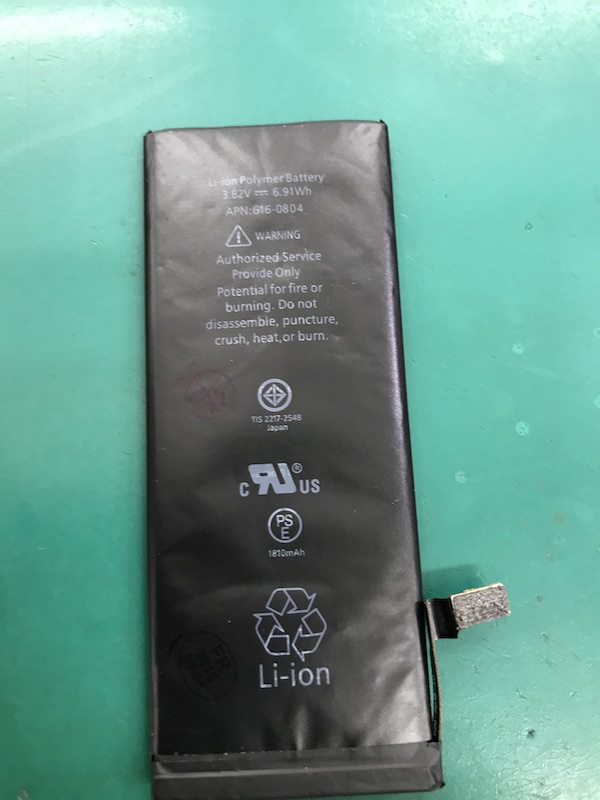 Li-ion Polymer Battery
3.82V ⎓ 6.91Wh
APN:616-0804
WARNING
Authorized Service
Provide Only
Potential for fire or
burning. Do not
disassemble, puncture,
crush, heat,or burn.
TIS 2217-2548
Japan
C RU® US
PS
E
1810mAh
Li-ion